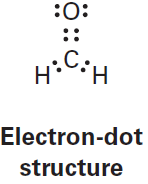 :O:
::
C
H : : H
Electron-dot
structure